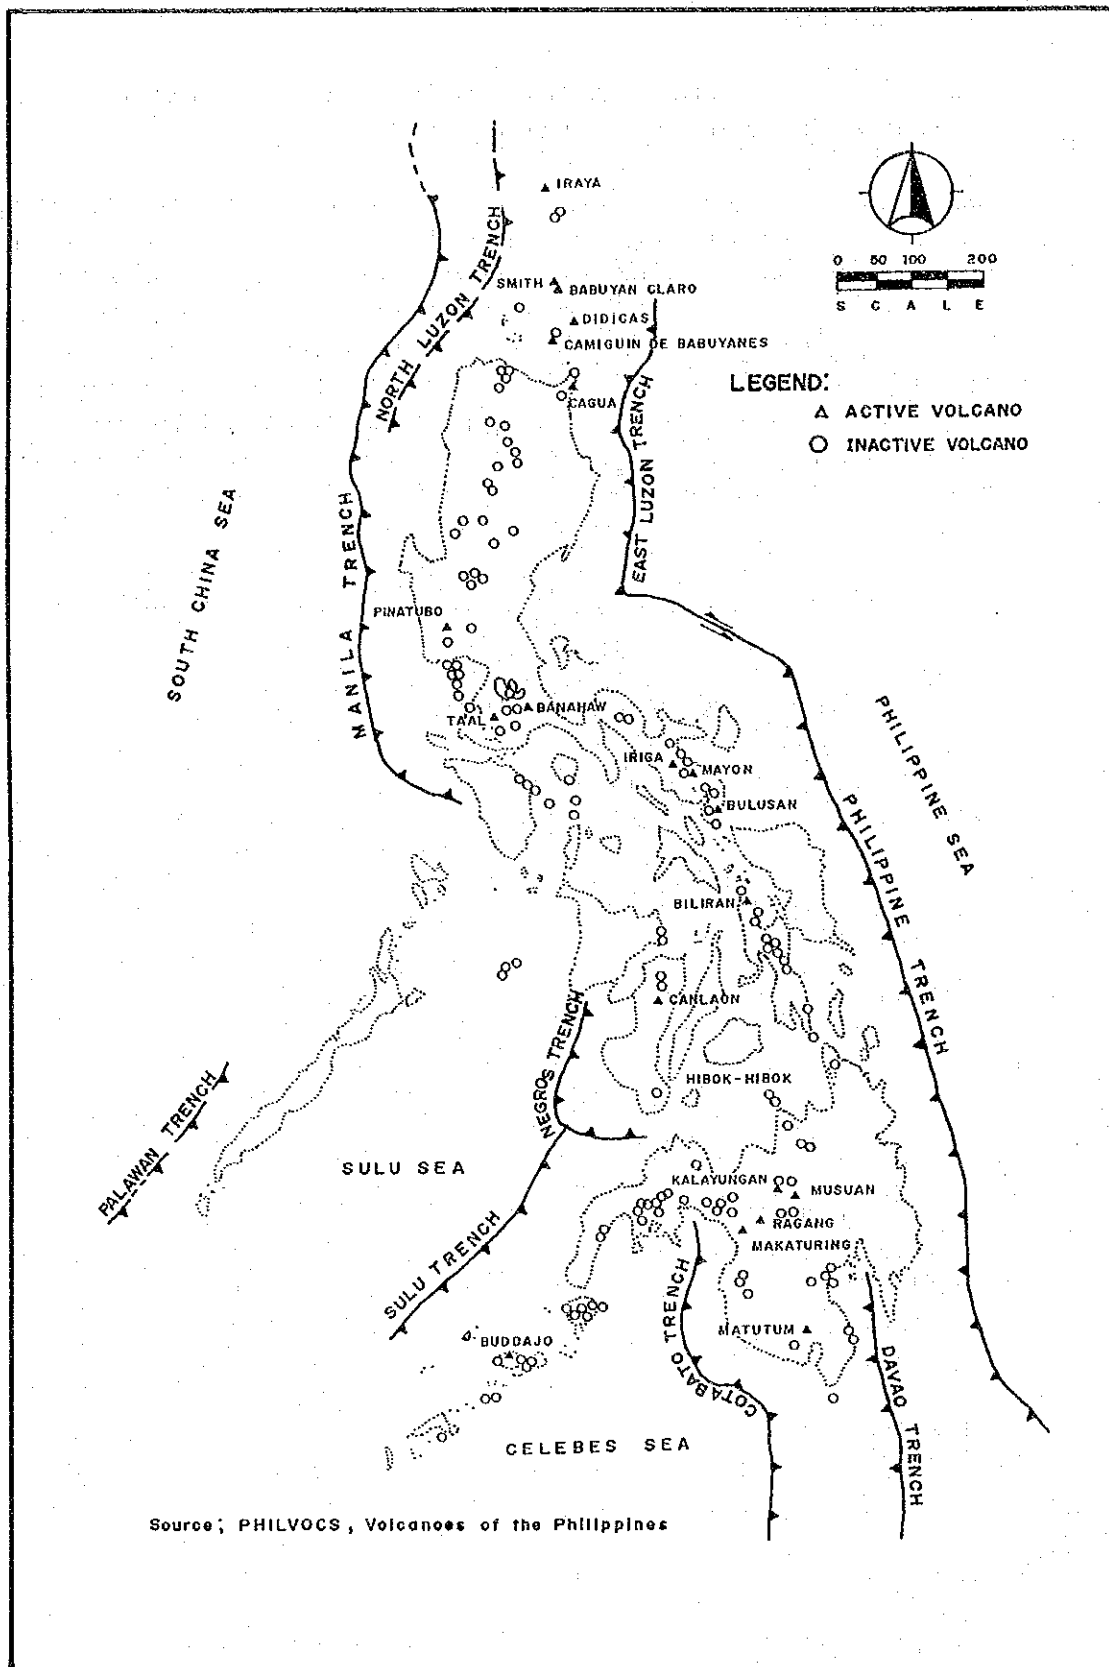 IRAYA
NORTH LUZON TRENCH
SMITH
BABUYAN CLARO
DIDICAS
CAMIGUIN DE BABUYANES
CAGUA
0 50 100 200
SCALE
LEGEND:
ACTIVE VOLCANO
INACTIVE VOLCANO
EAST LUZON TRENCH
SOUTH CHINA SEA
MANILA TRENCH
PINATUBO
TAAL
BANAHAW
IRIGA
MAYON
BULUSAN
PHILIPPINE SEA
PHILIPPINE TRENCH
BILIRAN
CANLAON
NEGROS TRENCH
HIBOK-HIBOK
PALAWAN TRENCH
SULU SEA
KALAYUNGAN
MUSUAN
RAGANG
MAKATURING
SULU TRENCH
COTABATO TRENCH
MATUTUM
BUDDAJO
DAVAO TRENCH
CELEBES SEA
Source; PHILVOCS, Volcanoes of the Philippines